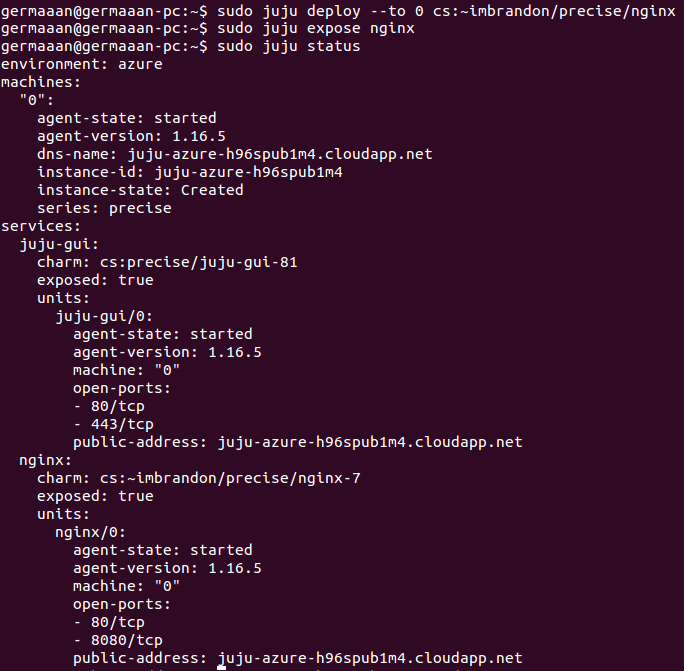 germaaan@germaaan-pc:~$ sudo juju deploy --to 0 cs:~imbrandon/precise/nginx
germaaan@germaaan-pc:~$ sudo juju expose nginx
germaaan@germaaan-pc:~$ sudo juju status
environment: azure
machines:
  "0":
    agent-state: started
    agent-version: 1.16.5
    dns-name: juju-azure-h96spub1m4.cloudapp.net
    instance-id: juju-azure-h96spub1m4
    instance-state: Created
    series: precise
services:
  juju-gui:
    charm: cs:precise/juju-gui-81
    exposed: true
    units:
      juju-gui/0:
        agent-state: started
        agent-version: 1.16.5
        machine: "0"
        open-ports:
        - 80/tcp
        - 443/tcp
        public-address: juju-azure-h96spub1m4.cloudapp.net
  nginx:
    charm: cs:~imbrandon/precise/nginx-7
    exposed: true
    units:
      nginx/0:
        agent-state: started
        agent-version: 1.16.5
        machine: "0"
        open-ports:
        - 80/tcp
        - 8080/tcp
        public-address: juju-azure-h96spub1m4.cloudapp.net